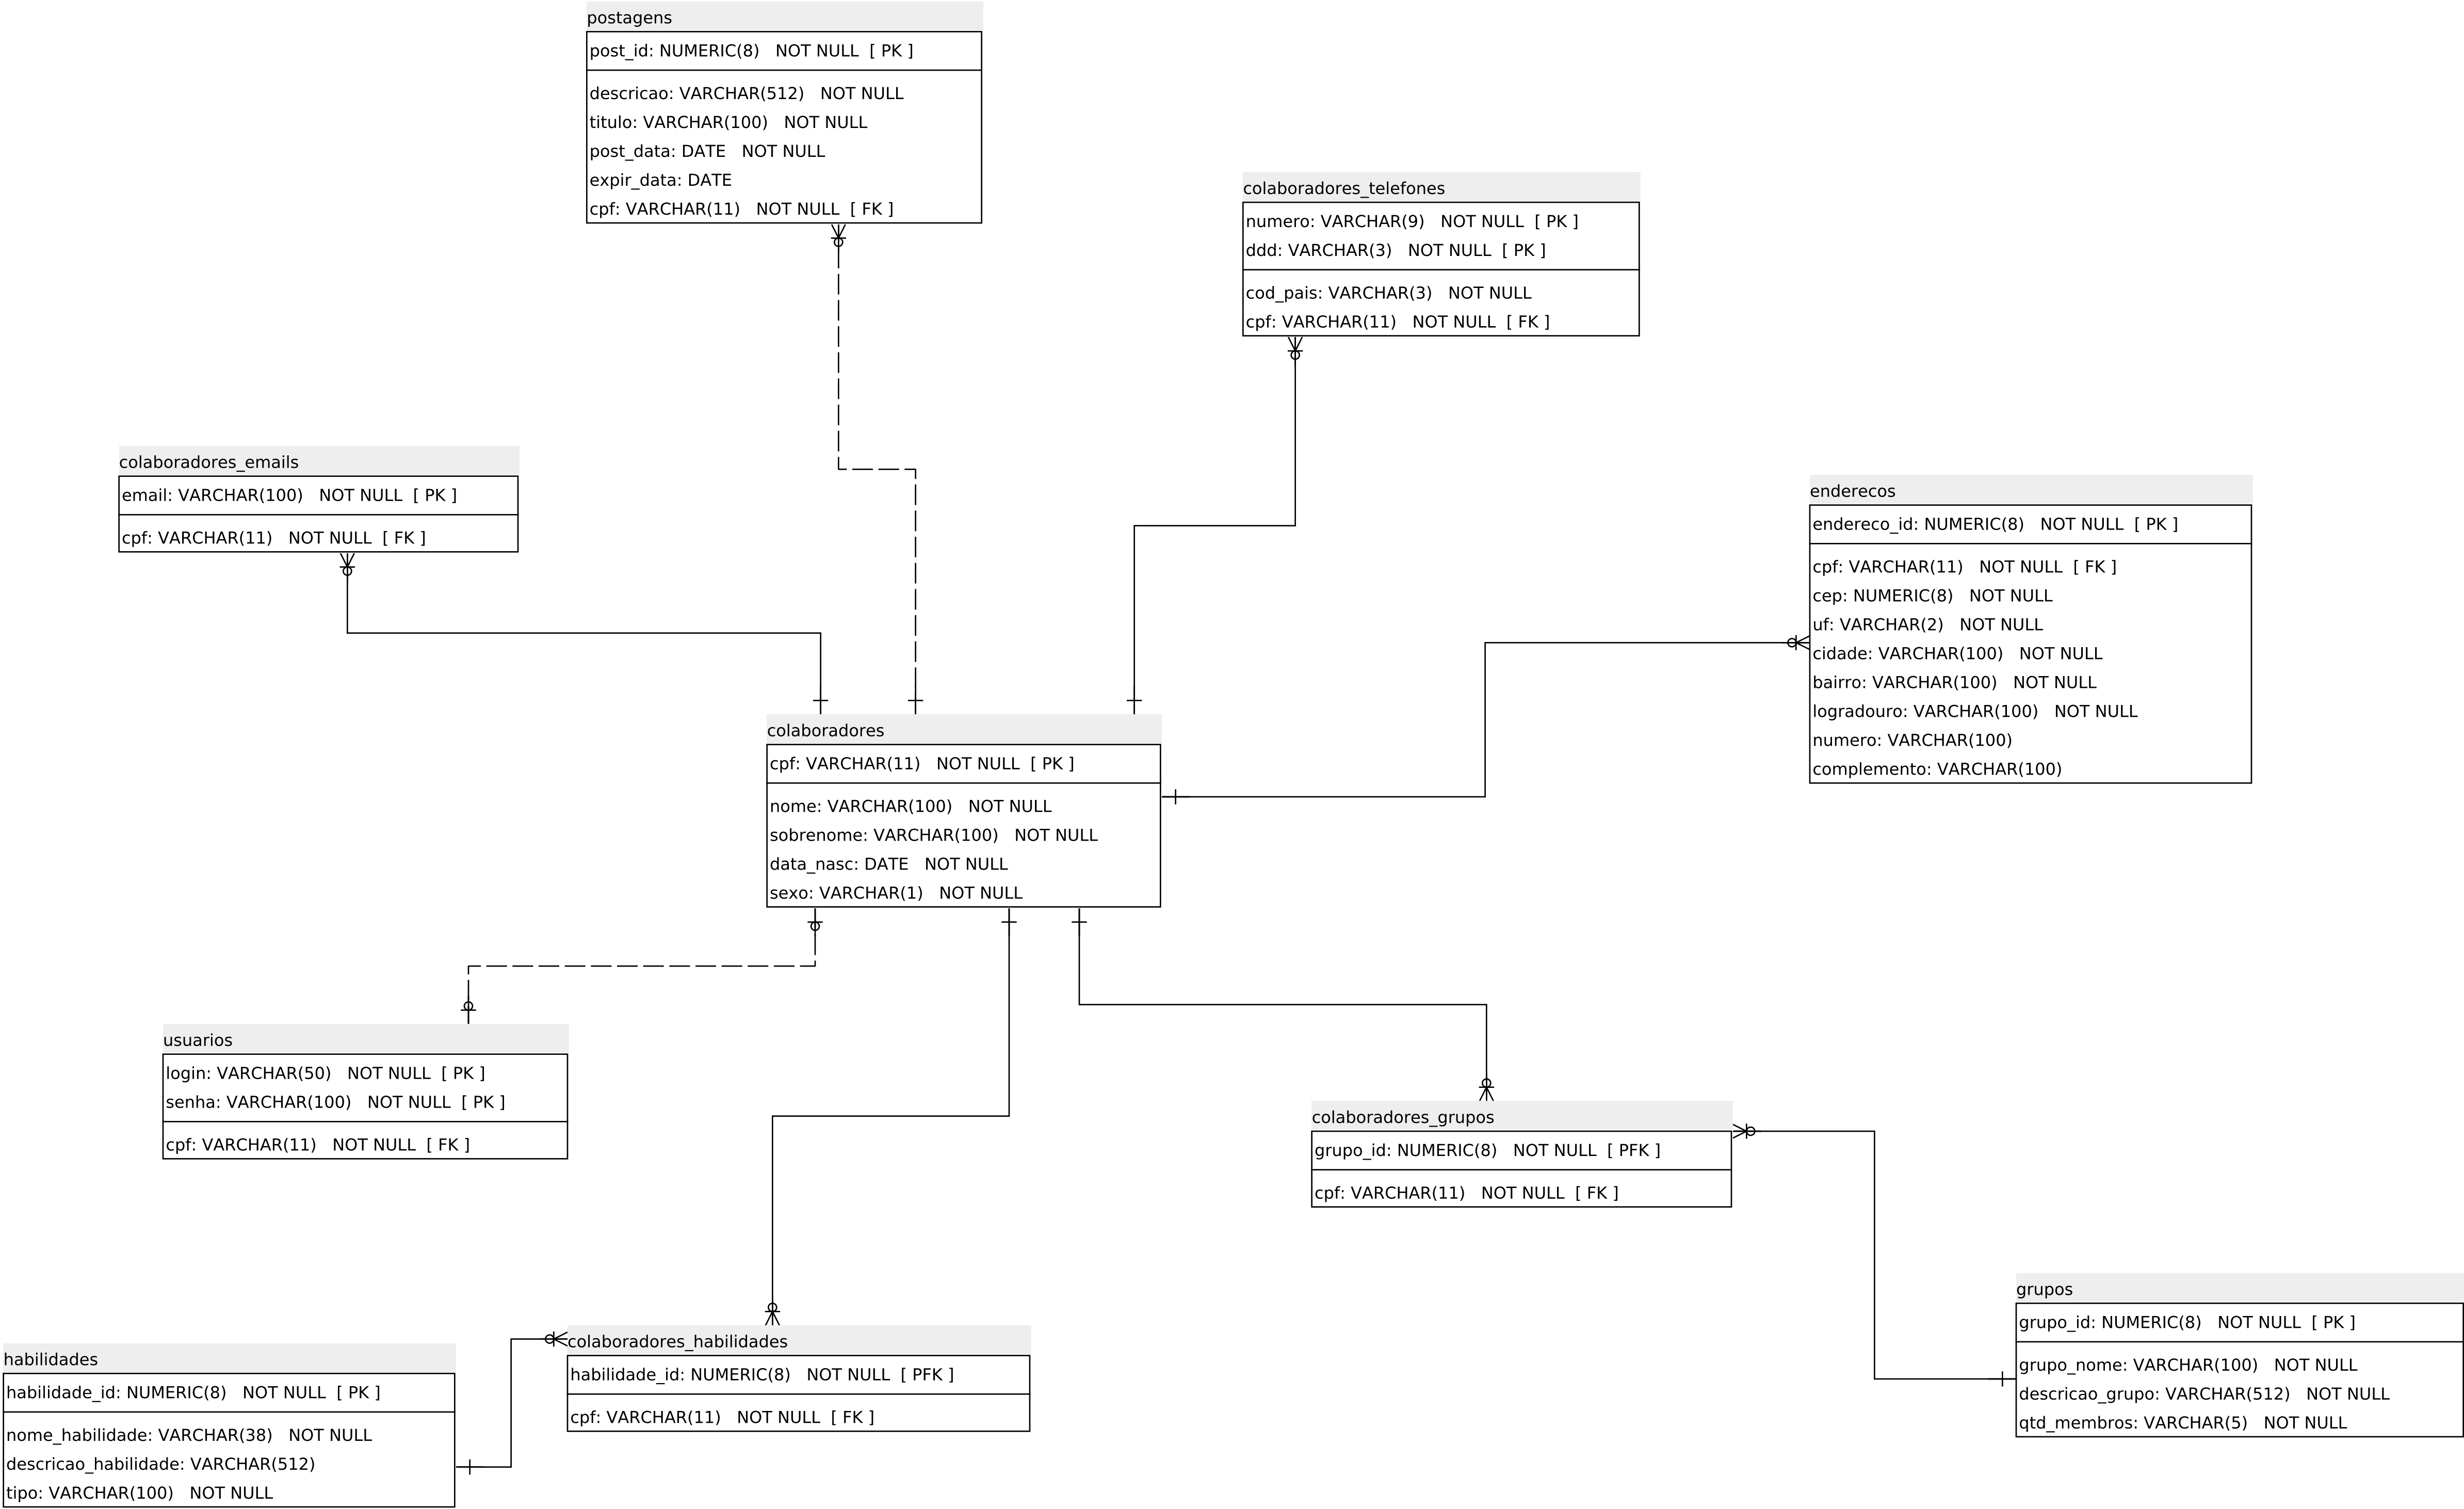 postagens
post_id: NUMERIC(8) NOT NULL [ PK ]
descricao: VARCHAR(512) NOT NULL
titulo: VARCHAR(100) NOT NULL
post_data: DATE NOT NULL
expir_data: DATE
cpf: VARCHAR(11) NOT NULL [ FK ]
colaboradores_telefones
numero: VARCHAR(9) NOT NULL [ PK ]
ddd: VARCHAR(3) NOT NULL [ PK ]
cod_pais: VARCHAR(3) NOT NULL
cpf: VARCHAR(11) NOT NULL [ FK ]
colaboradores_emails
email: VARCHAR(100) NOT NULL [ PK ]
cpf: VARCHAR(11) NOT NULL [ FK ]
enderecos
endereco_id: NUMERIC(8) NOT NULL [ PK ]
cpf: VARCHAR(11) NOT NULL [ FK ]
cep: NUMERIC(8) NOT NULL
uf: VARCHAR(2) NOT NULL
cidade: VARCHAR(100) NOT NULL
bairro: VARCHAR(100) NOT NULL
logradouro: VARCHAR(100) NOT NULL
numero: VARCHAR(100)
complemento: VARCHAR(100)
colaboradores
cpf: VARCHAR(11) NOT NULL [ PK ]
nome: VARCHAR(100) NOT NULL
sobrenome: VARCHAR(100) NOT NULL
data_nasc: DATE NOT NULL
sexo: VARCHAR(1) NOT NULL
usuarios
login: VARCHAR(50) NOT NULL [ PK ]
senha: VARCHAR(100) NOT NULL [ PK ]
cpf: VARCHAR(11) NOT NULL [ FK ]
colaboradores_grupos
grupo_id: NUMERIC(8) NOT NULL [ PFK ]
cpf: VARCHAR(11) NOT NULL [ FK ]
grupos
grupo_id: NUMERIC(8) NOT NULL [ PK ]
grupo_nome: VARCHAR(100) NOT NULL
descricao_grupo: VARCHAR(512) NOT NULL
qtd_membros: VARCHAR(5) NOT NULL
colaboradores_habilidades
habilidade_id: NUMERIC(8) NOT NULL [ PFK ]
cpf: VARCHAR(11) NOT NULL [ FK ]
habilidades
habilidade_id: NUMERIC(8) NOT NULL [ PK ]
nome_habilidade: VARCHAR(38) NOT NULL
descricao_habilidade: VARCHAR(512)
tipo: VARCHAR(100) NOT NULL